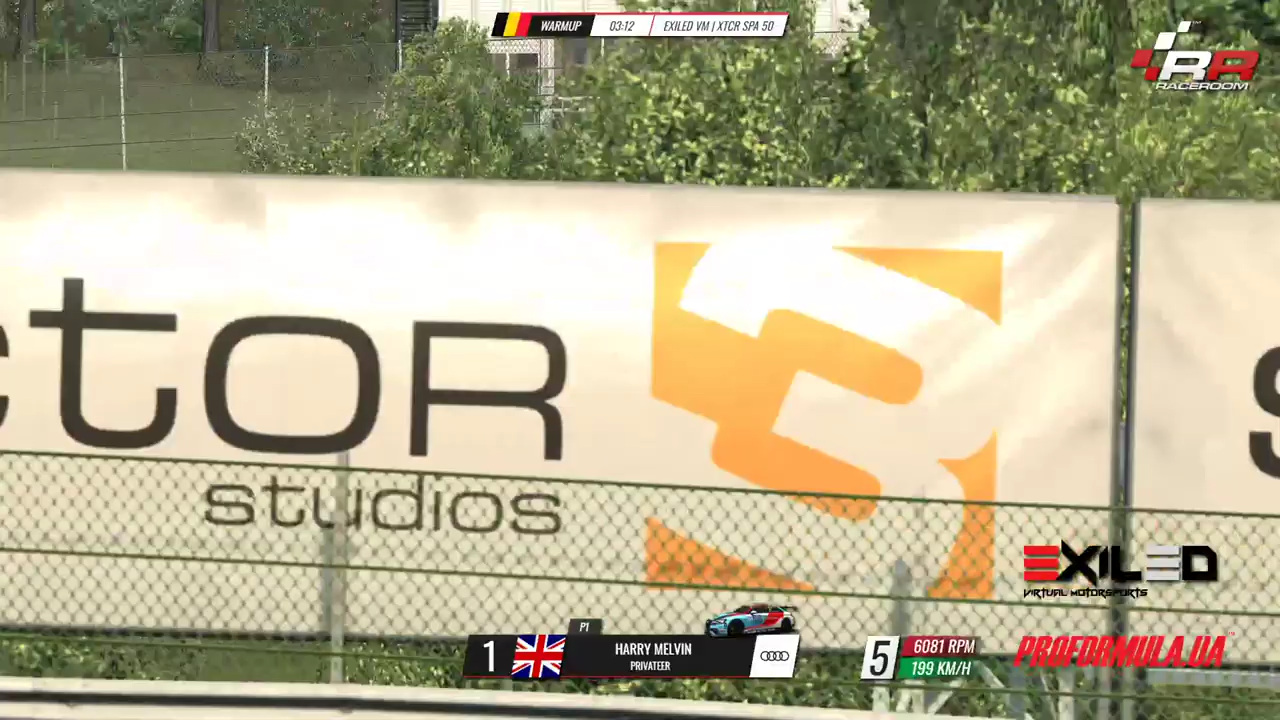 WARMUP 03:12 EXILED VM | XTCR SPA 50
RR
RACEROOM
ctor
studios
EXILED
VIRTUAL MOTORSPORTS
P1
1 HARRY MELVIN
PRIVATEER
5 6081 RPM
199 KM/H
PROFORMULA.UA